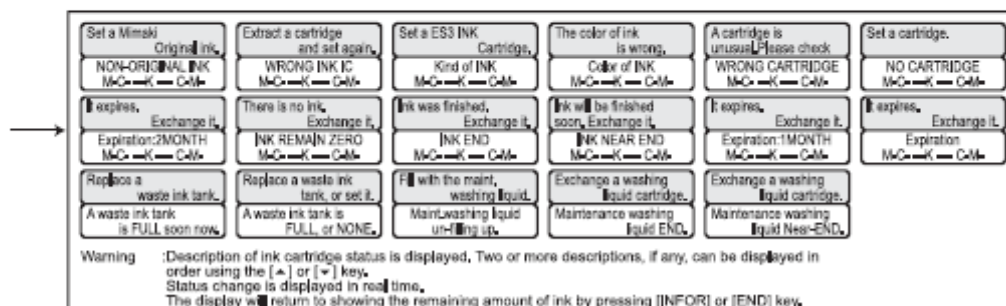 Set a Mimaki
Original ink.
NON-ORIGINAL INK
M-C- — K — C-M-
Extract a cartridge
and set again.
WRONG INK IC
M-C- — K — C-M-
Set a ES3 INK
Cartridge.
Kind of INK
M-C- — K — C-M-
The color of ink
is wrong.
Color of INK
M-C- — K — C-M-
A cartridge is
unusual.Please check
WRONG CARTRIDGE
M-C- — K — C-M-
Set a cartridge.
NO CARTRIDGE
M-C- — K — C-M-
It expires.
Exchange it.
Expiration:2MONTH
M-C- — K — C-M-
There is no ink.
Exchange it.
INK REMAIN ZERO
M-C- — K — C-M-
Ink was finished.
Exchange it.
INK END
M-C- — K — C-M-
Ink will be finished
soon. Exchange it.
INK NEAR END
M-C- — K — C-M-
It expires.
Exchange it.
Expiration:1MONTH
M-C- — K — C-M-
It expires.
Exchange it.
Expiration
M-C- — K — C-M-
Replace a
waste ink tank.
A waste ink tank
is FULL soon now.
Replace a waste ink
tank, or set it.
A waste ink tank is
FULL, or NONE.
Fill with the maint.
washing liquid.
Maint.washing liquid
un-filling up.
Exchange a washing
liquid cartridge.
Maintenance washing
liquid END.
Exchange a washing
liquid cartridge.
Maintenance washing
liquid Near-END.
Warning :Description of ink cartridge status is displayed. Two or more descriptions, if any, can be displayed in
order using the [▲] or [▼] key.
Status change is displayed in real time.
The display will return to showing the remaining amount of ink by pressing [INFOR] or [END] key.